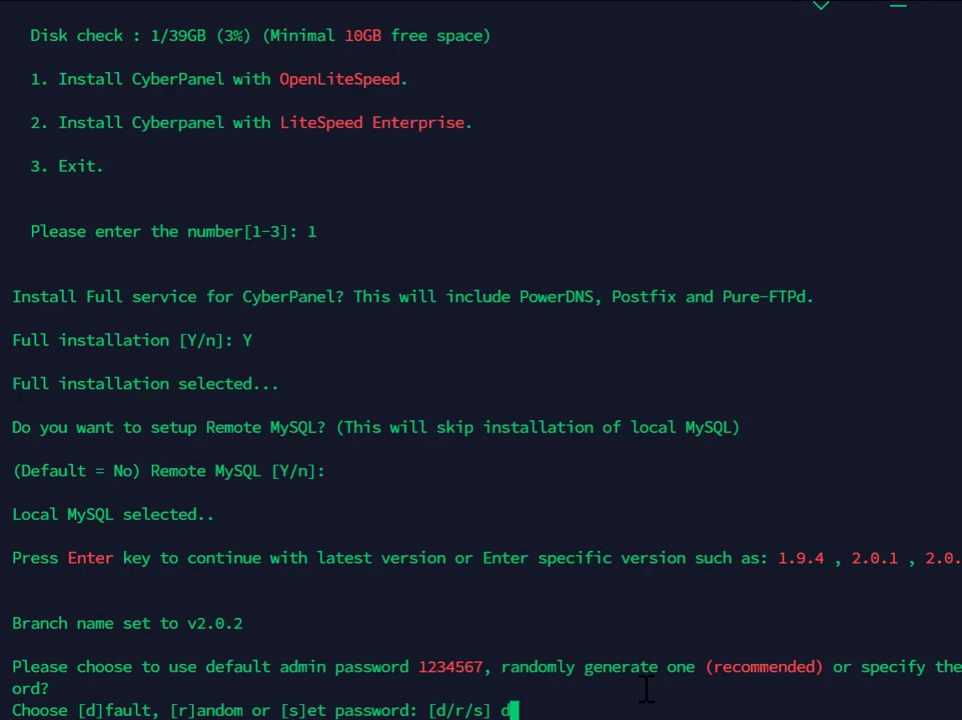 Disk check : 1/39GB (3%) (Minimal 10GB free space)
1. Install CyberPanel with OpenLiteSpeed.
2. Install Cyberpanel with LiteSpeed Enterprise.
3. Exit.
Please enter the number[1-3]: 1
Install Full service for CyberPanel? This will include PowerDNS, Postfix and Pure-FTPd.
Full installation [Y/n]: Y
Full installation selected...
Do you want to setup Remote MySQL? (This will skip installation of local MySQL)
(Default = No) Remote MySQL [Y/n]:
Local MySQL selected..
Press Enter key to continue with latest version or Enter specific version such as: 1.9.4 , 2.0.1 , 2.0.
Branch name set to v2.0.2
Please choose to use default admin password 1234567, randomly generate one (recommended) or specify the
ord?
Choose [d]fault, [r]andom or [s]et password: [d/r/s] d